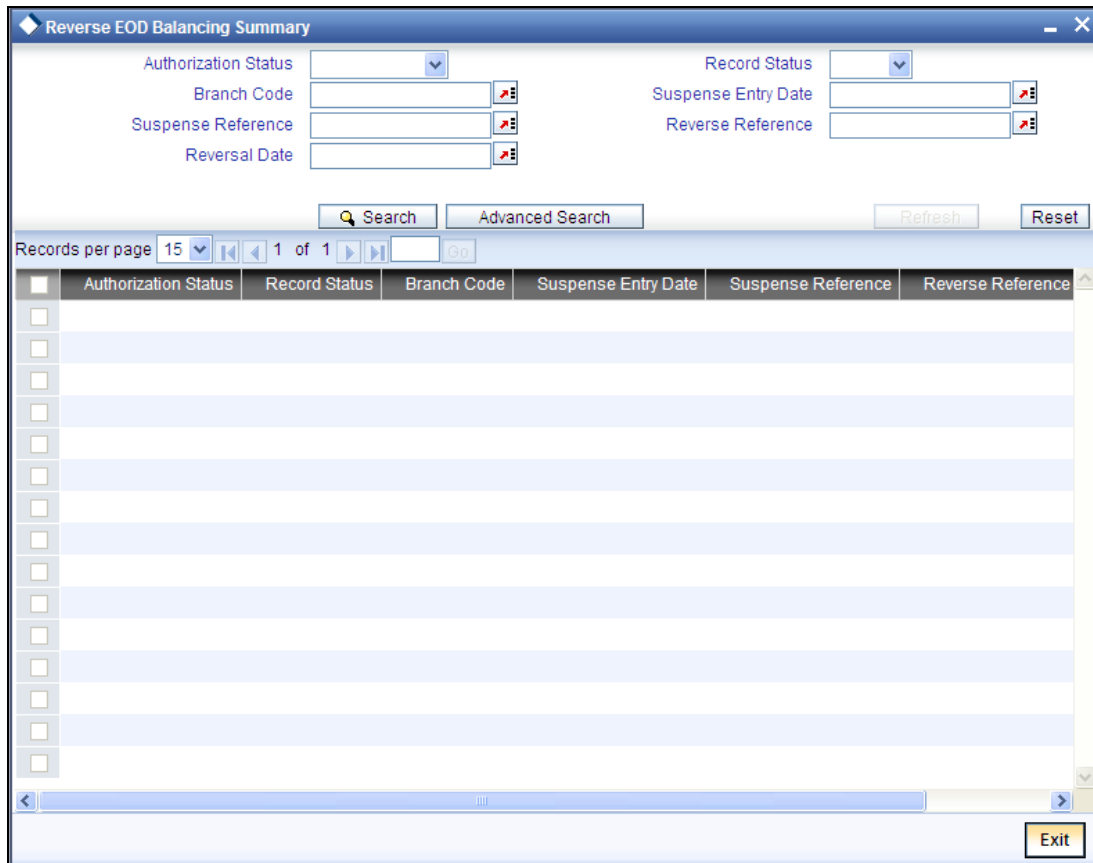 Reverse EOD Balancing Summary
Authorization Status Record Status
Branch Code Suspense Entry Date
Suspense Reference Reverse Reference
Reversal Date
Search Advanced Search Refresh Reset
Records per page 15 1 of 1 Go
Authorization Status Record Status Branch Code Suspense Entry Date Suspense Reference Reverse Reference
Exit